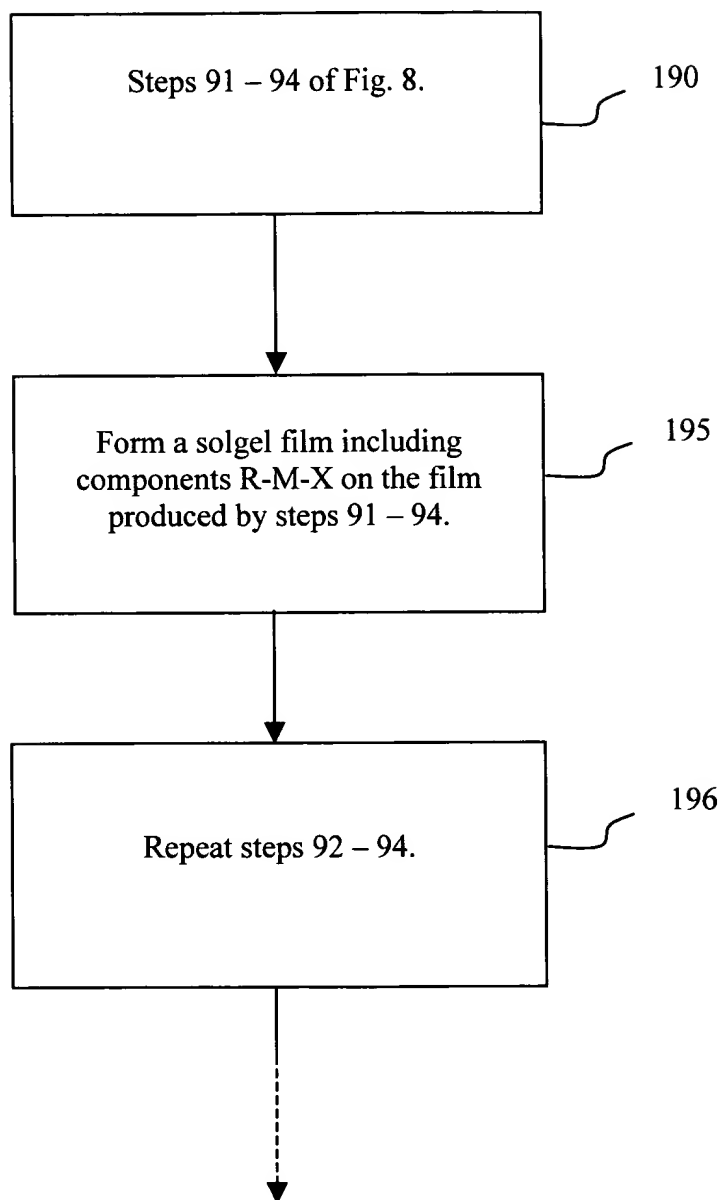 Steps 91 – 94 of Fig. 8.
190
Form a solgel film including
components R-M-X on the film
produced by steps 91 – 94.
195
Repeat steps 92 – 94.
196